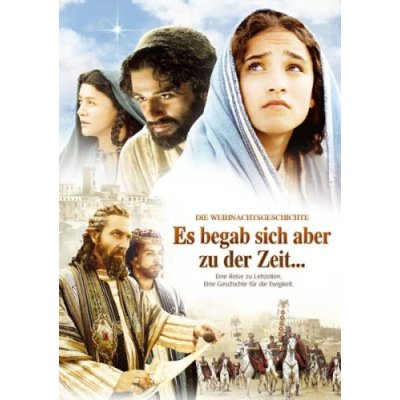 DIE WEIHNACHTSGESCHICHTE
Es begab sich aber
zu der Zeit...
Eine Reise zu Lebzeiten,
Eine Geschichte für die Ewigkeit.